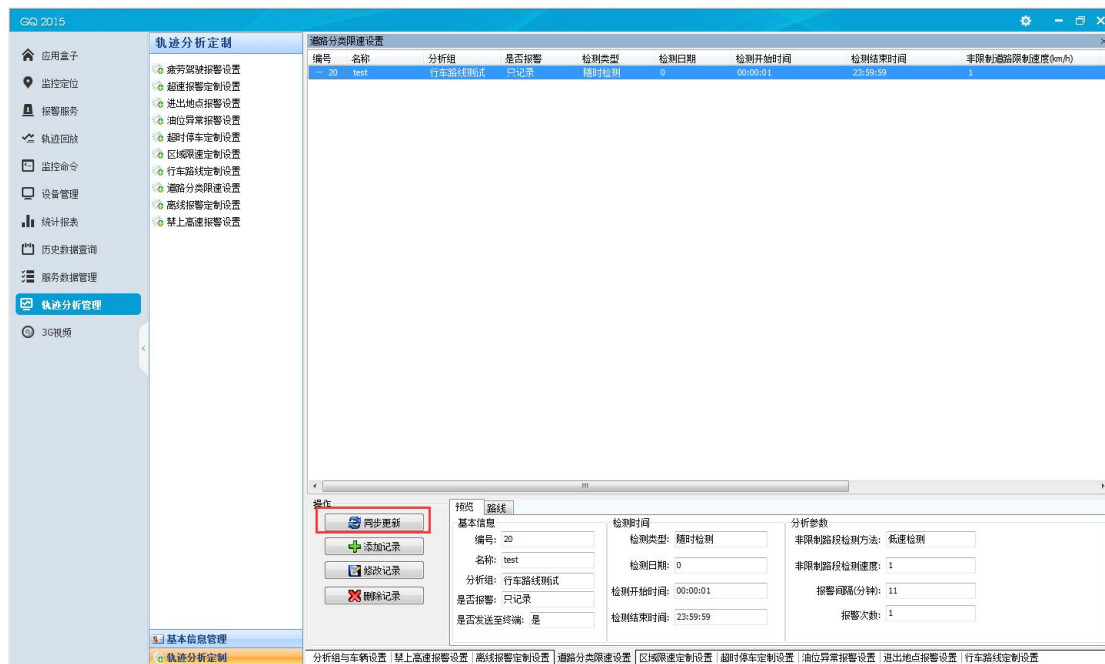 GQ 2015
应用盒子
监控定位
报警服务
轨迹回放
监控命令
设备管理
统计报表
历史数据查询
服务数据管理
轨迹分析管理
3G视频
轨迹分析定制
疲劳驾驶报警设置
超速报警定制设置
进出地点报警设置
油位异常报警设置
超时停车定制设置
区域限速定制设置
行车路线定制设置
道路分类限速设置
离线报警定制设置
禁上高速报警设置
基本信息管理
轨迹分析定制
道路分类限速设置
编号 名称 分析组 是否报警 检测类型 检测日期 检测开始时间 检测结束时间 非限制道路限制速度(km/h)
20 test 行车路线测试 只记录 随时检测 0 00:00:01 23:59:59 1
操作
同步更新
添加记录
修改记录
删除记录
预览 路线
基本信息
编号: 20
名称: test
分析组: 行车路线测试
是否报警: 只记录
是否发送至终端: 是
检测时间
检测类型: 随时检测
检测日期: 0
检测开始时间: 00:00:01
检测结束时间: 23:59:59
分析参数
非限制路段检测方法: 低速检测
非限制路段检测速度: 1
报警间隔(分钟): 11
报警次数: 1
分析组与车辆设置 禁上高速报警设置 离线报警定制设置 道路分类限速设置 区域限速定制设置 超时停车定制设置 油位异常报警设置 进出地点报警设置 行车路线定制设置